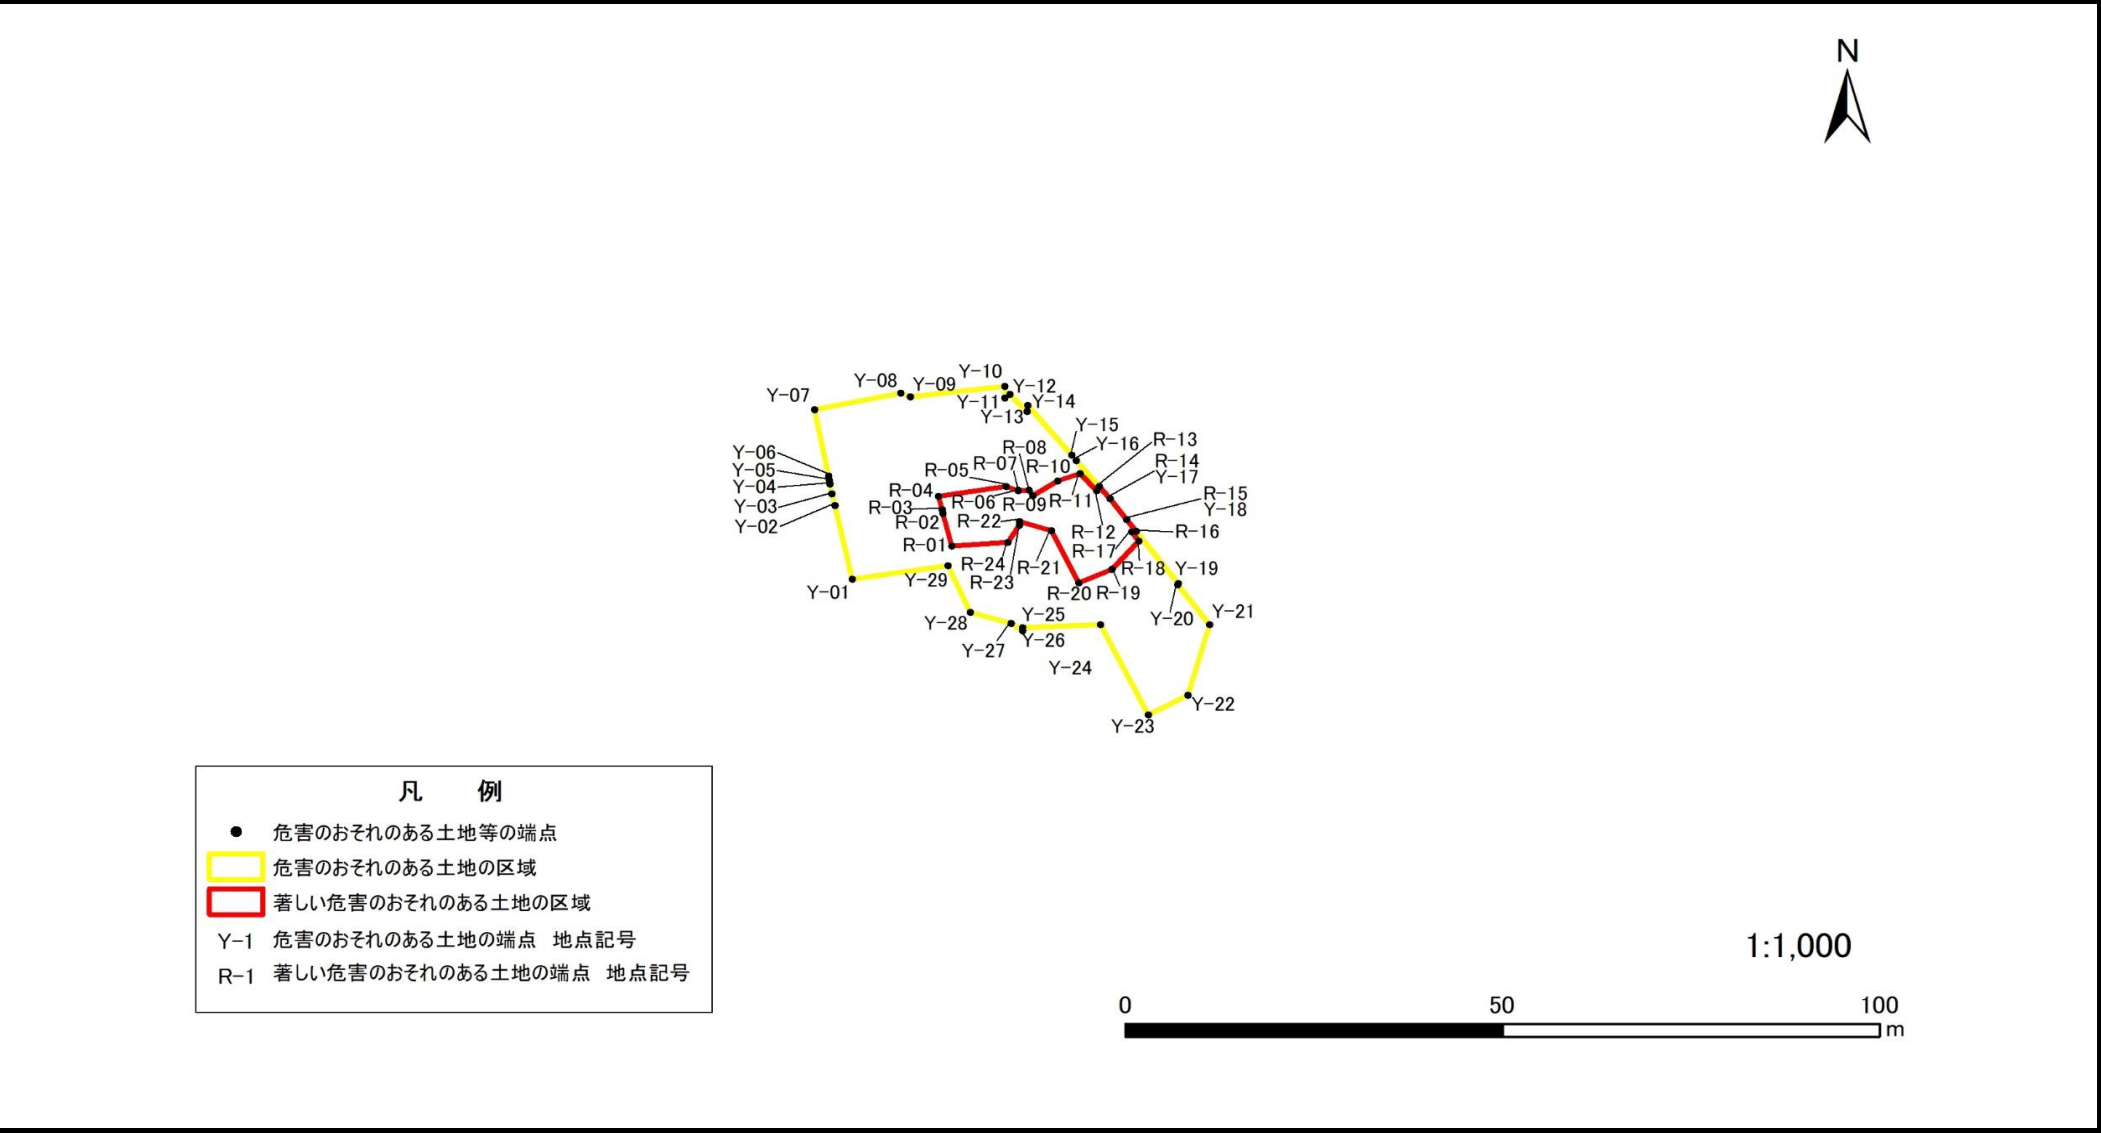 N
Y-10
Y-08
Y-09
Y-12
Y-07
Y-11
Y-14
Y-13
Y-15
R-13
Y-16
R-08
Y-06
R-07
R-10
R-14
Y-05
R-05
Y-17
Y-04
R-04
R-15
R-06
R-09
R-11
Y-03
R-03
Y-18
Y-02
R-02
R-22
R-12
R-16
R-01
R-17
R-24
R-21
R-18
Y-19
Y-29
R-23
Y-01
R-20
R-19
Y-21
Y-25
Y-20
Y-28
Y-26
Y-27
Y-24
Y-22
Y-23
凡 例
危害のおそれのある土地等の端点
危害のおそれのある土地の区域
著しい危害のおそれのある土地の区域
Y-1 危害のおそれのある土地の端点 地点記号
R-1 著しい危害のおそれのある土地の端点 地点記号
1:1,000
0 50 100
m